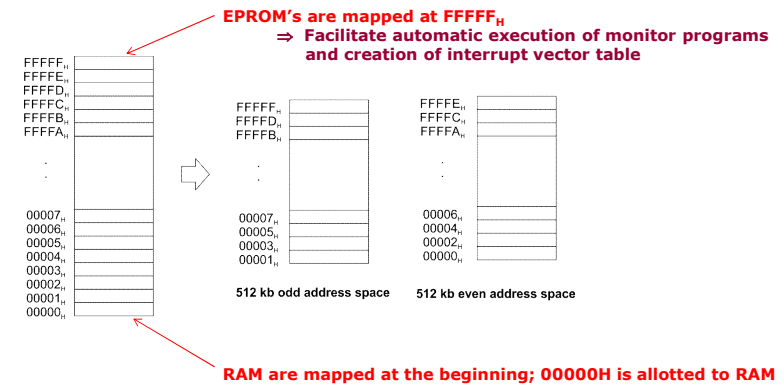 EPROM's are mapped at FFFFFH
⇒ Facilitate automatic execution of monitor programs
and creation of interrupt vector table
FFFFFH
FFFFEH
FFFFDH
FFFFCH
FFFFBH
FFFFAH
.
.
00007H
00006H
00005H
00004H
00003H
00002H
00001H
00000H
FFFFFH
FFFFDH
FFFFBH
.
.
00007H
00005H
00003H
00001H
512 kb odd address space
FFFFEH
FFFFCH
FFFFAH
.
.
00006H
00004H
00002H
00000H
512 kb even address space
RAM are mapped at the beginning; 00000H is allotted to RAM